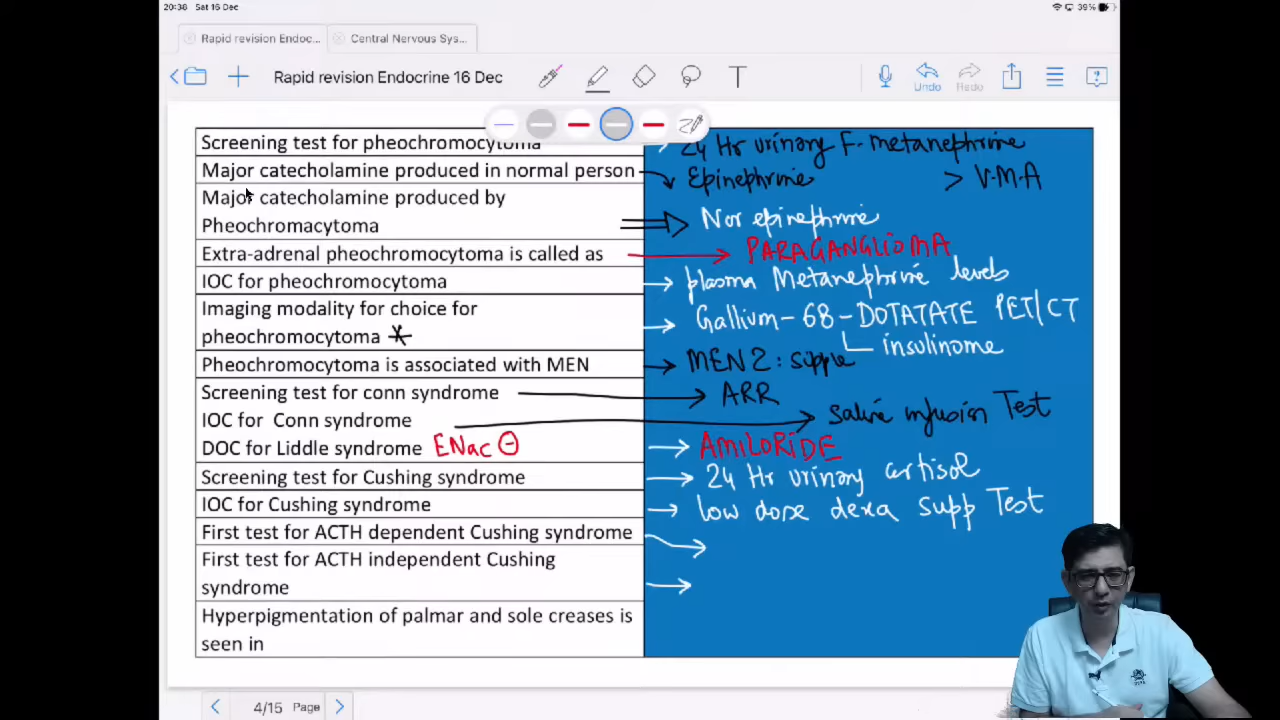 20:38 Sat 16 Dec
39%
Rapid revision Endoc...
Central Nervous Sys...
Rapid revision Endocrine 16 Dec
T
Undo
Redo
Screening test for pheochromocytoma
24 Hr urinary F. metanephrine
Major catecholamine produced in normal person
Epinephrine
> V.M.A
Major catecholamine produced by
Pheochromacytoma
Nor epinephrine
Extra-adrenal pheochromocytoma is called as
PARAGANGLIOMA
IOC for pheochromocytoma
plasma Metanephrine levels
Imaging modality for choice for
pheochromocytoma *
Gallium-68-DOTATATE PET/CT
insulinome
Pheochromocytoma is associated with MEN
MEN 2: sipple
Screening test for conn syndrome
ARR
IOC for Conn syndrome
saline infusion Test
DOC for Liddle syndrome ENac ⊖
AMILORIDE
Screening test for Cushing syndrome
24 Hr urinary cortisol
IOC for Cushing syndrome
low dose dexa supp Test
First test for ACTH dependent Cushing syndrome
First test for ACTH independent Cushing
syndrome
Hyperpigmentation of palmar and sole creases is
seen in
4/15 Page